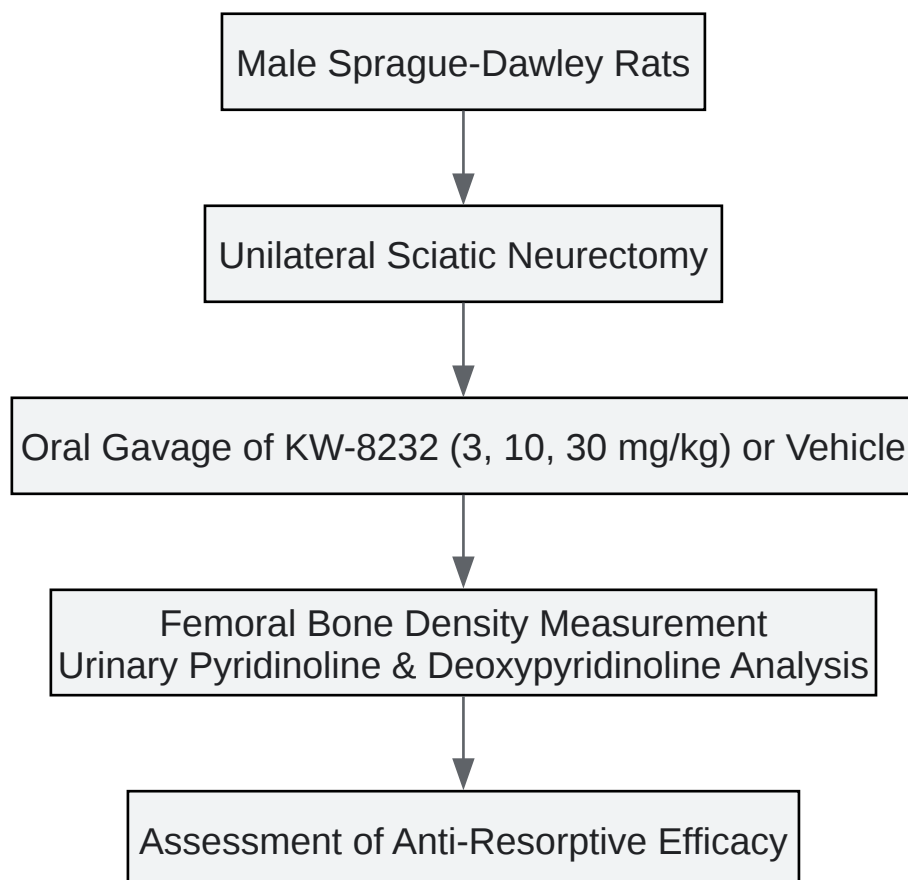 Male Sprague-Dawley Rats
Unilateral Sciatic Neurectomy
Oral Gavage of KW-8232 (3, 10, 30 mg/kg) or Vehicle
Femoral Bone Density Measurement
Urinary Pyridinoline & Deoxypyridinoline Analysis
Assessment of Anti-Resorptive Efficacy